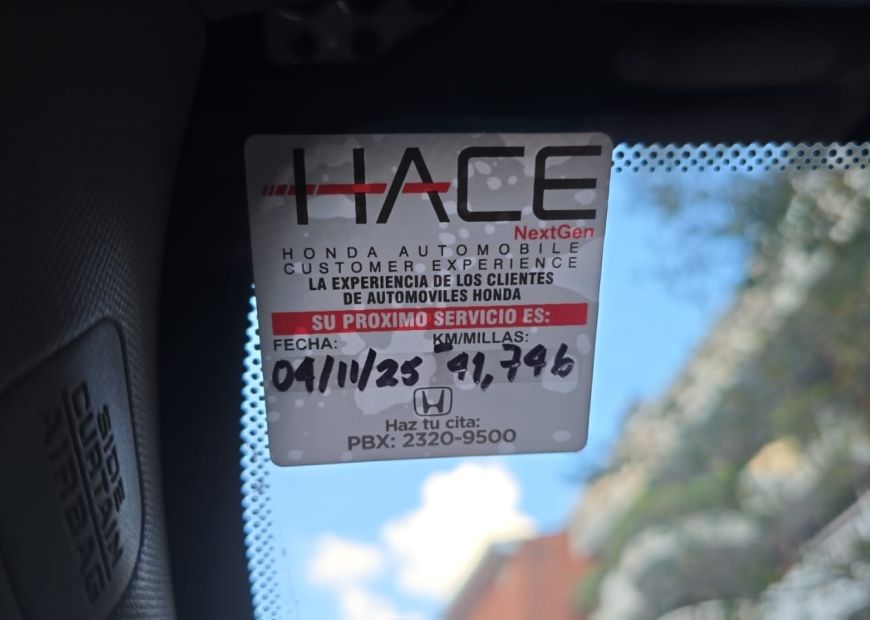 HACE
NextGen
HONDA AUTOMOBILE
CUSTOMER EXPERIENCE
LA EXPERIENCIA DE LOS CLIENTES
DE AUTOMOVILES HONDA
SU PROXIMO SERVICIO ES:
FECHA: KM/MILLAS:
04/11/25 41,746
Haz tu cita:
PBX: 2320-9500
SIDE
CURTAIN
AIRBAG